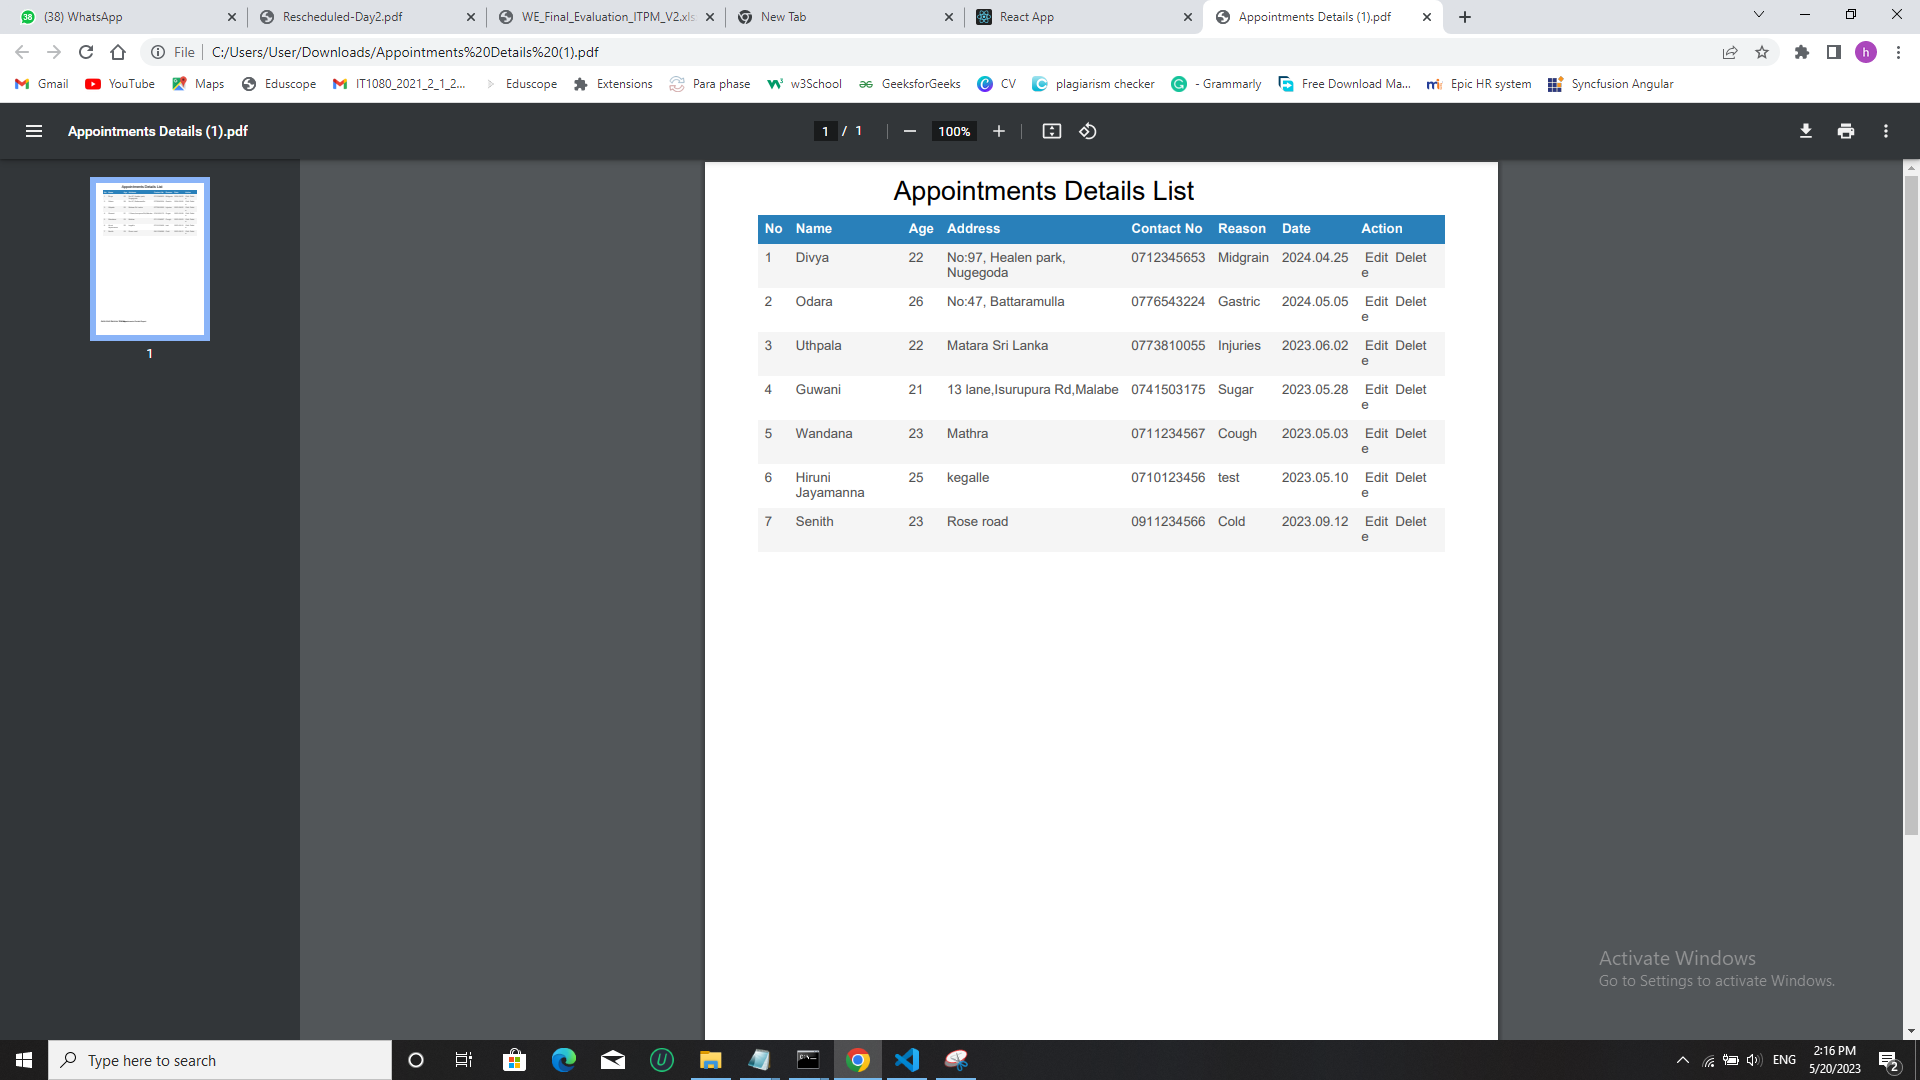 (38) WhatsApp Rescheduled-Day2.pdf WE_Final_Evaluation_ITPM_V2.xls New Tab React App Appointments Details (1).pdf
File C:/Users/User/Downloads/Appointments%20Details%20(1).pdf h
Gmail YouTube Maps Eduscope IT1080_2021_2_1_2... Eduscope Extensions Para phase w3School GeeksforGeeks CV plagiarism checker - Grammarly Free Download Ma... Epic HR system Syncfusion Angular
Appointments Details (1).pdf 1 / 1 100%
1
Appointments Details List
No Name Age Address Contact No Reason Date Action
1 Divya 22 No:97, Healen park, 0712345653 Midgrain 2024.04.25 Edit Delet
Nugegoda e
2 Odara 26 No:47, Battaramulla 0776543224 Gastric 2024.05.05 Edit Delet
e
3 Uthpala 22 Matara Sri Lanka 0773810055 Injuries 2023.06.02 Edit Delet
e
4 Guwani 21 13 lane,Isurupura Rd,Malabe 0741503175 Sugar 2023.05.28 Edit Delet
e
5 Wandana 23 Mathra 0711234567 Cough 2023.05.03 Edit Delet
e
6 Hiruni 25 kegalle 0710123456 test 2023.05.10 Edit Delet
Jayamanna e
7 Senith 23 Rose road 0911234566 Cold 2023.09.12 Edit Delet
e
Activate Windows
Go to Settings to activate Windows.
Type here to search ENG 2:16 PM
5/20/2023 2